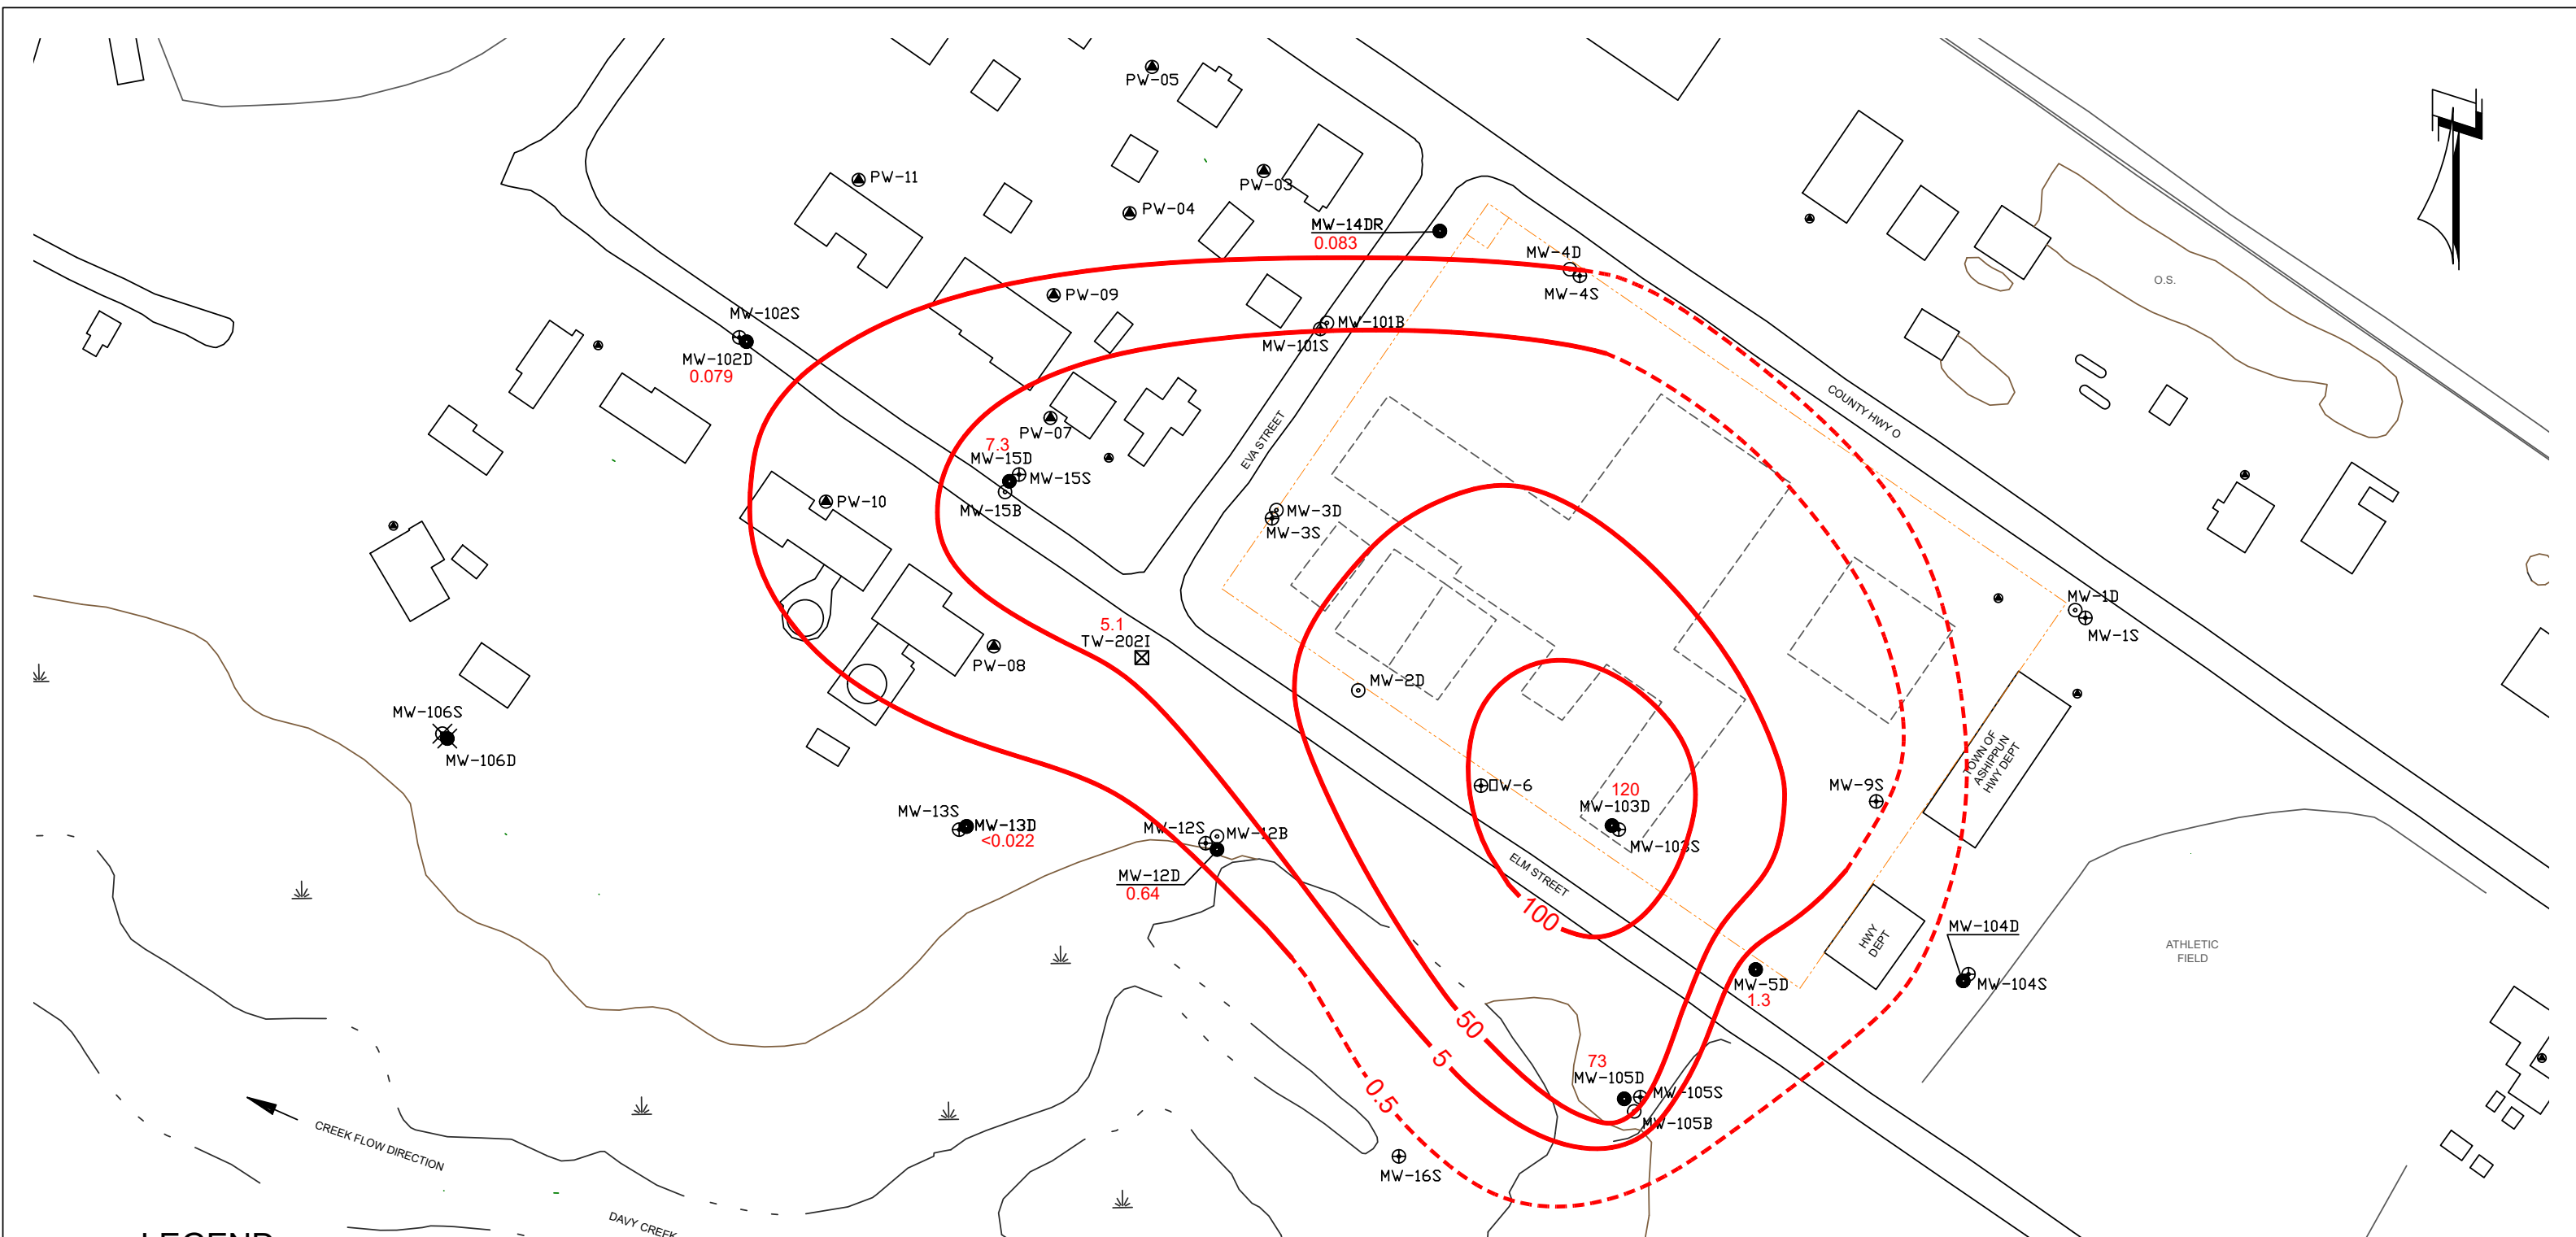 PW-05
PW-11
PW-03
PW-04
MW-14DR
0.083
MW-4D
MW-4S
O.S.
PW-09
MW-102S
MW-102D
0.079
MW-101B
MW-101S
COUNTY HWY O
EVA STREET
PW-07
7.3
MW-15D
MW-15S
MW-15B
PW-10
MW-3D
MW-3S
MW-1D
MW-1S
5.1
TW-202I
PW-08
MW-2D
MW-106S
MW-106D
TOWN OF
ASHIPPUN
HWY DEPT
OW-6
MW-9S
120
MW-103D
MW-103S
MW-13S
MW-13D
<0.022
MW-12S
MW-12B
MW-12D
0.64
ELM STREET
100
HWY
DEPT
MW-104D
MW-104S
ATHLETIC
FIELD
MW-5D
1.3
50
5
0.5
73
MW-105D
MW-105S
MW-105B
MW-16S
CREEK FLOW DIRECTION
DAVY CREEK
LEGEND